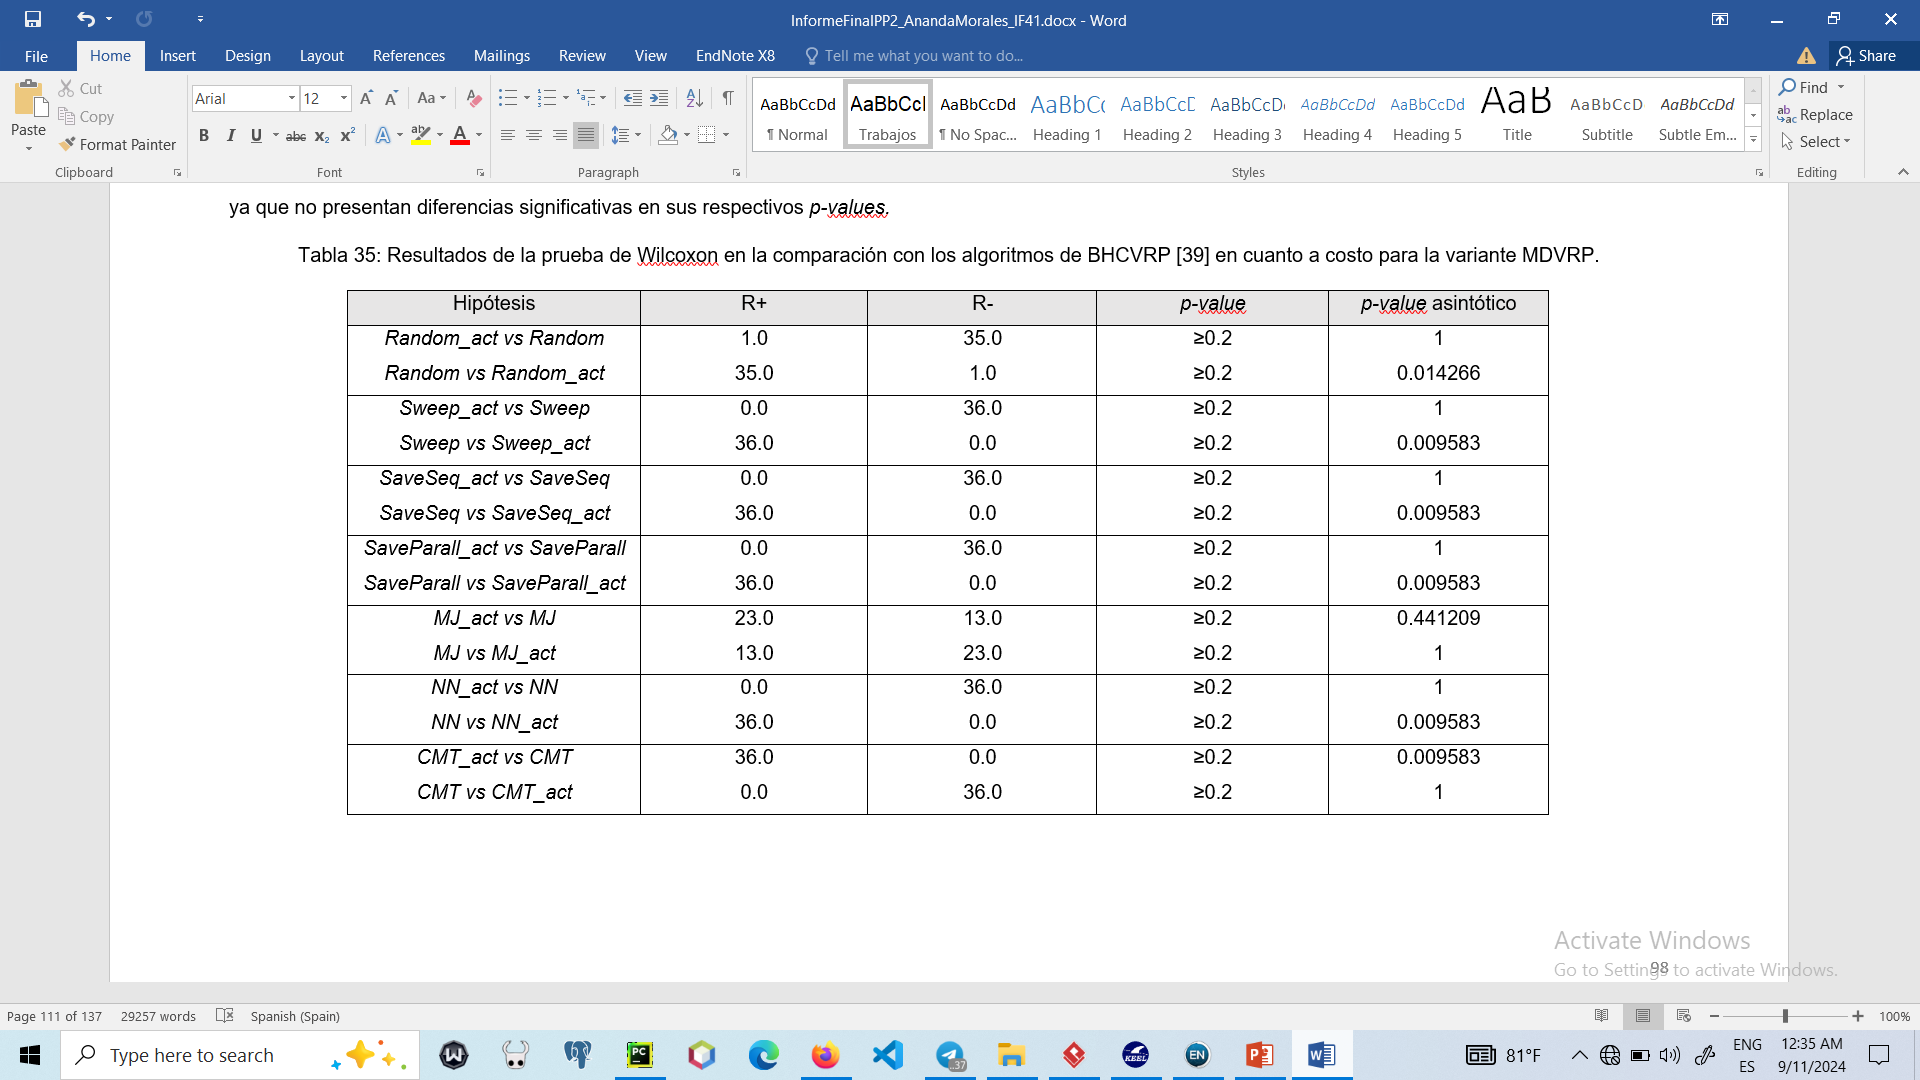 InformeFinalPP2_AnandaMorales_IF41.docx - Word
File Home Insert Design Layout References Mailings Review View EndNote X8 Tell me what you want to do... Share
Paste
Cut
Copy
Format Painter
Clipboard
Arial 12
Font
Paragraph
AaBbCcDd AaBbCcI AaBbCcDd AaBbC AaBbCcE AaBbCcD AaBbCcDd AaBbCcDd AaB AaBbCcD AaBbCcDd
¶ Normal Trabajos ¶ No Spac... Heading 1 Heading 2 Heading 3 Heading 4 Heading 5 Title Subtitle Subtle Em...
Styles
Find
Replace
Select
Editing
ya que no presentan diferencias significativas en sus respectivos p-values.
Tabla 35: Resultados de la prueba de Wilcoxon en la comparación con los algoritmos de BHCVRP [39] en cuanto a costo para la variante MDVRP.
Hipótesis R+ R- p-value p-value asintótico
Random_act vs Random 1.0 35.0 ≥0.2 1
Random vs Random_act 35.0 1.0 ≥0.2 0.014266
Sweep_act vs Sweep 0.0 36.0 ≥0.2 1
Sweep vs Sweep_act 36.0 0.0 ≥0.2 0.009583
SaveSeq_act vs SaveSeq 0.0 36.0 ≥0.2 1
SaveSeq vs SaveSeq_act 36.0 0.0 ≥0.2 0.009583
SaveParall_act vs SaveParall 0.0 36.0 ≥0.2 1
SaveParall vs SaveParall_act 36.0 0.0 ≥0.2 0.009583
MJ_act vs MJ 23.0 13.0 ≥0.2 0.441209
MJ vs MJ_act 13.0 23.0 ≥0.2 1
NN_act vs NN 0.0 36.0 ≥0.2 1
NN vs NN_act 36.0 0.0 ≥0.2 0.009583
CMT_act vs CMT 36.0 0.0 ≥0.2 0.009583
CMT vs CMT_act 0.0 36.0 ≥0.2 1
98
Activate Windows
Go to Settings to activate Windows.
Page 111 of 137 29257 words Spanish (Spain) 100%
Type here to search
81°F
ENG
ES
12:35 AM
9/11/2024